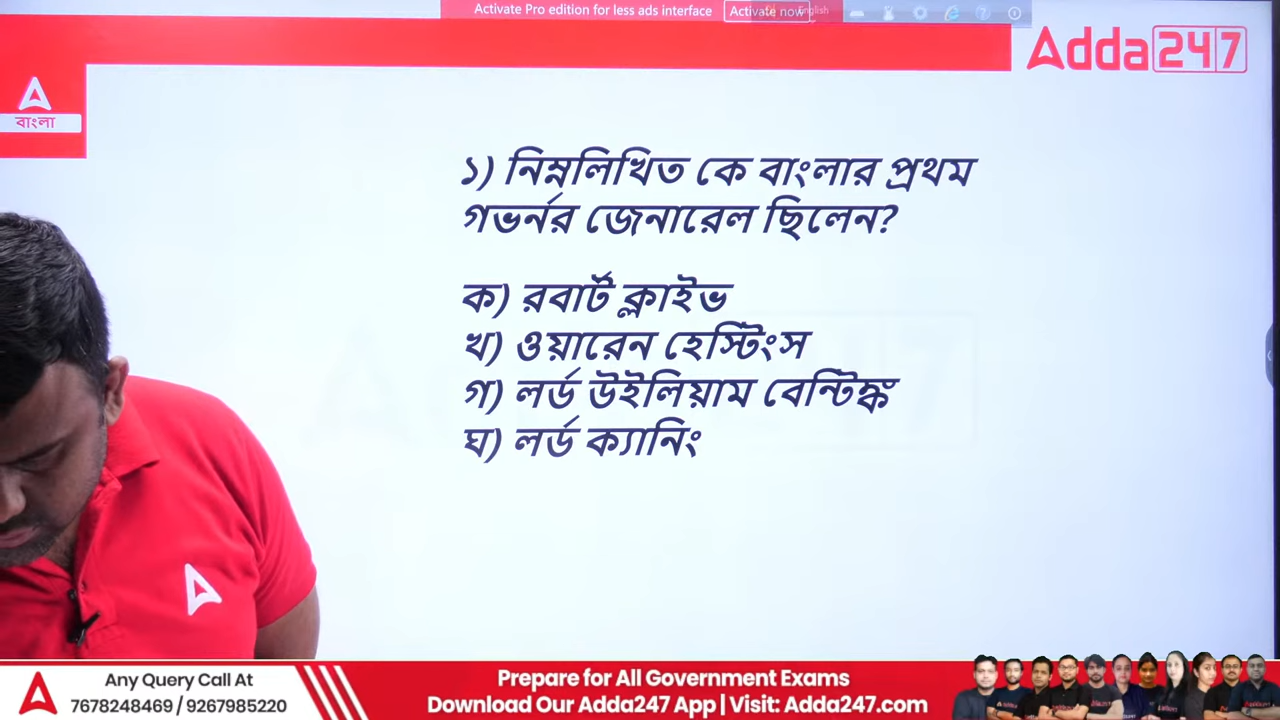 Activate Pro edition for less ads interface
Activate now
English
Adda247
বাংলা
১) নিম্নলিখিত কে বাংলার প্রথম
গভর্নর জেনারেল ছিলেন?
ক) রবার্ট ক্লাইভ
খ) ওয়ারেন হেস্টিংস
গ) লর্ড উইলিয়াম বেন্টিঙ্ক
ঘ) লর্ড ক্যানিং
Any Query Call At
7678248469 / 9267985220
Prepare for All Government Exams
Download Our Adda247 App | Visit: Adda247.com